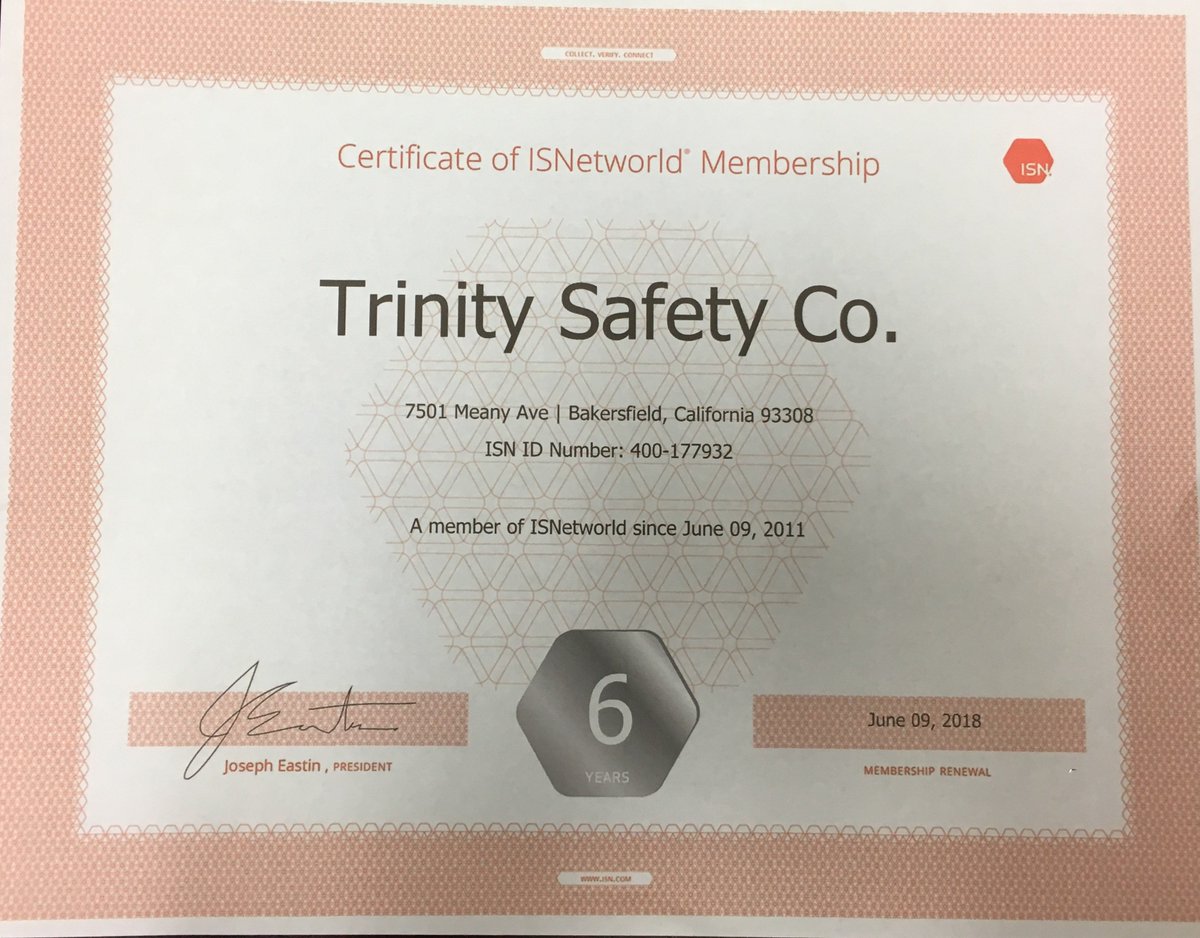 COLLECT. VERIFY. CONNECT
Certificate of ISNetworld® Membership
ISN
Trinity Safety Co.
7501 Meany Ave | Bakersfield, California 93308
ISN ID Number: 400-177932
A member of ISNetworld since June 09, 2011
J Eastin
Joseph Eastin , PRESIDENT
6
YEARS
June 09, 2018
MEMBERSHIP RENEWAL
WWW.ISN.COM